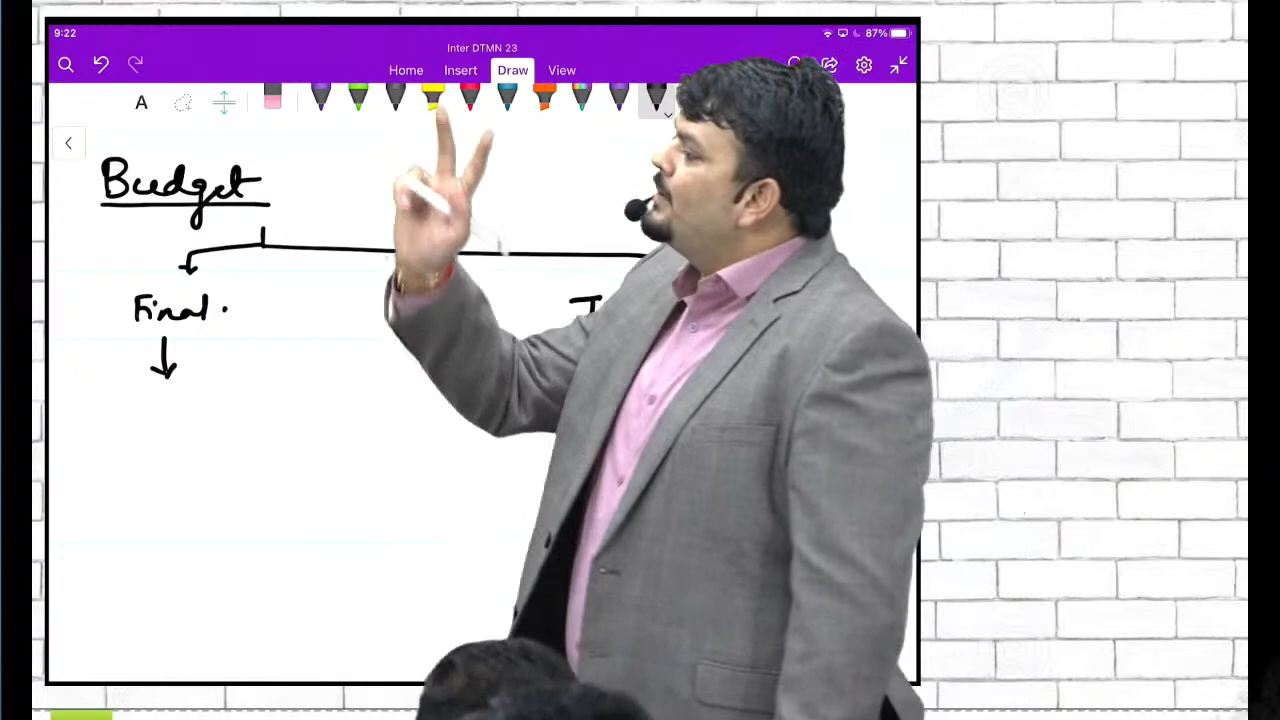 9:22
87%
Inter DTMN 23
Home Insert Draw View
A
Budget
Final